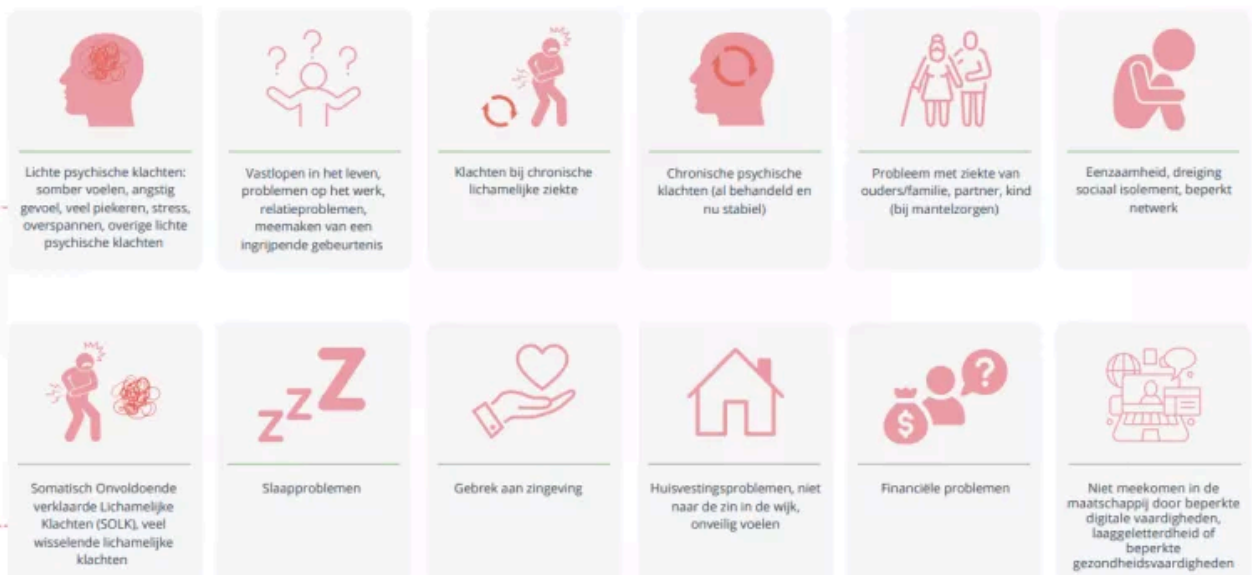 Lichte psychische klachten:
somber voelen, angstig
gevoel, veel piekeren, stress,
overspannen, overige lichte
psychische klachten
Vastlopen in het leven,
problemen op het werk,
relatieproblemen,
meemaken van een
ingrijpende gebeurtenis
Klachten bij chronische
lichamelijke ziekte
Chronische psychische
klachten (al behandeld en
nu stabiel)
Probleem met ziekte van
ouders/familie, partner, kind
(bij mantelzorgen)
Eenzaamheid, dreiging
sociaal isolement, beperkt
netwerk
Somatisch Onvoldoende
verklaarde Lichamelijke
Klachten (SOLK), veel
wisselende lichamelijke
klachten
Slaapproblemen
Gebrek aan zingeving
Huisvestingsproblemen, niet
naar de zin in de wijk,
onveilig voelen
Financiële problemen
Niet meekomen in de
maatschappij door beperkte
digitale vaardigheden,
laaggeletterdheid of
beperkte
gezondheidsvaardigheden